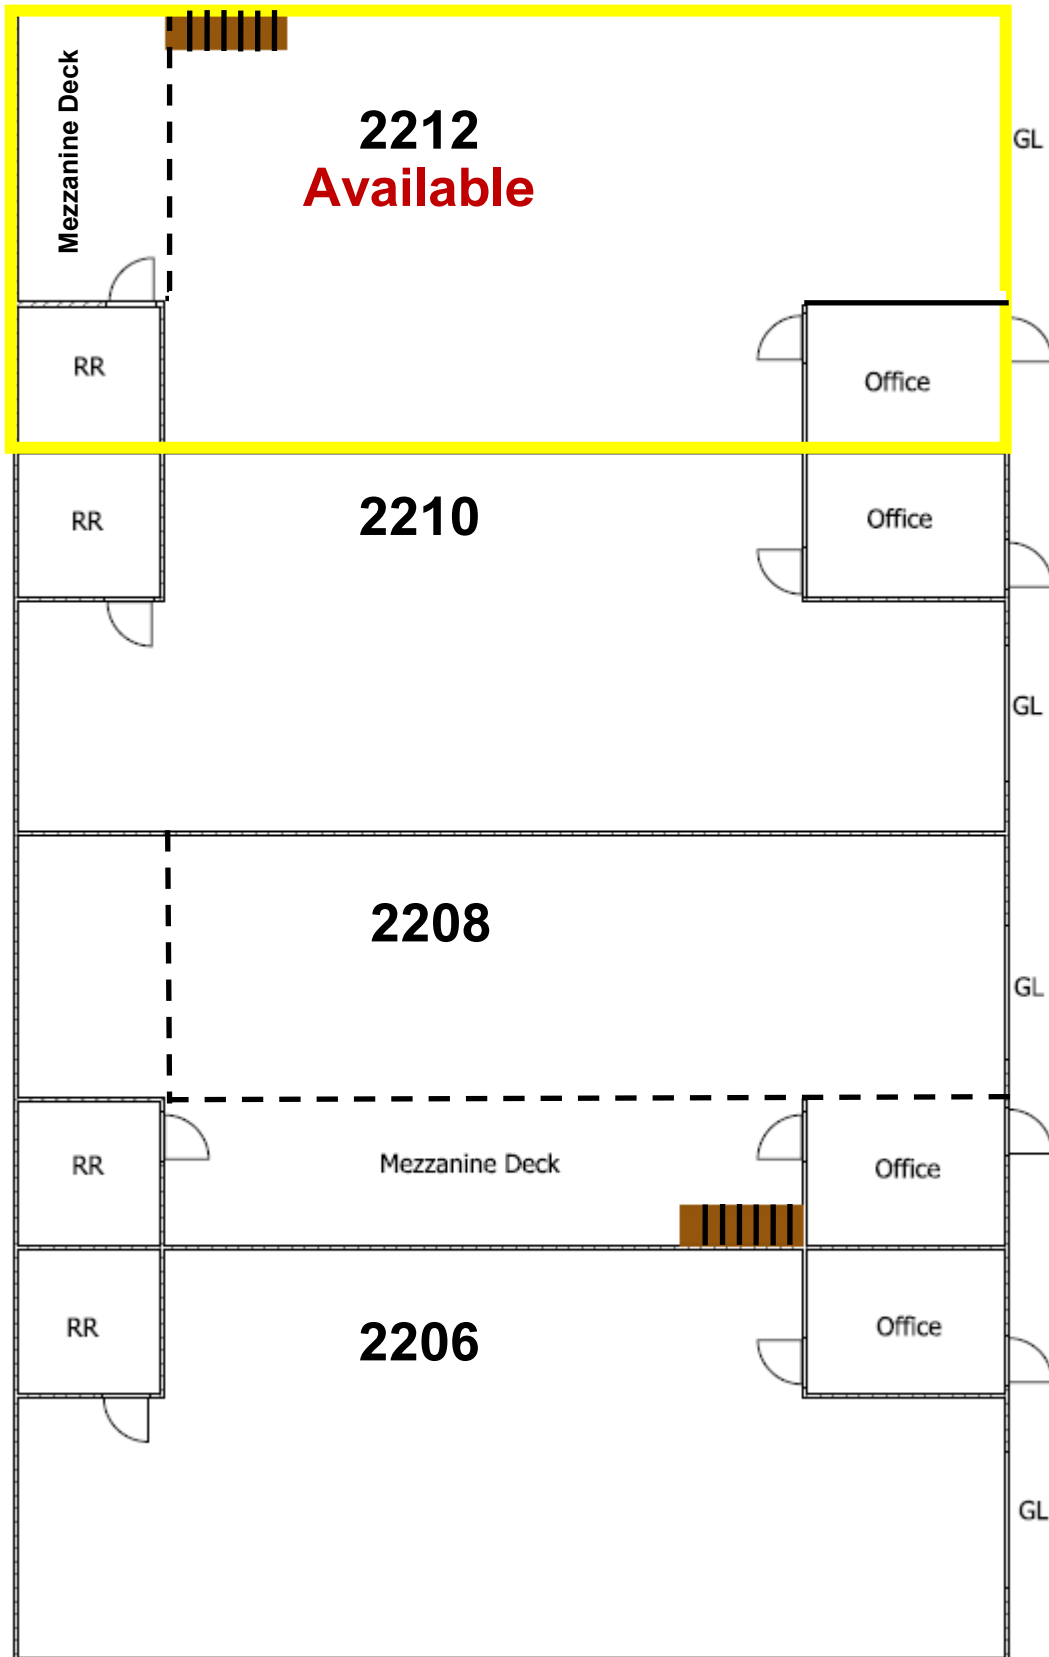 Mezzanine Deck
2212
Available
GL
RR
Office
RR
2210
Office
GL
2208
GL
RR
Mezzanine Deck
Office
RR
2206
Office
GL